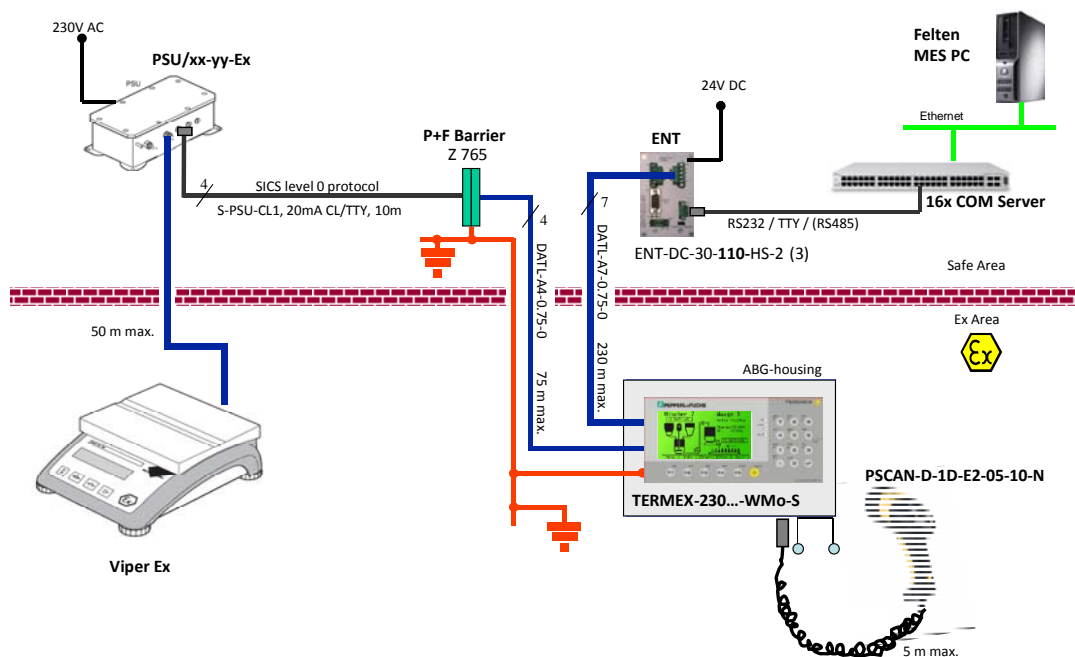 230V AC
PSU/xx-yy-Ex
PSU
Felten
MES PC
24V DC
Ethernet
P+F Barrier
Z 765
ENT
4
SICS level 0 protocol
S-PSU-CL1, 20mA CL/TTY, 10m
4
7
16x COM Server
RS232 / TTY / (RS485)
ENT-DC-30-110-HS-2 (3)
DATL-A4-0.75-0
75 m max.
DATL-A7-0.75-0
230 m max.
Safe Area
Ex Area
Ex
50 m max.
ABG-housing
PEPPERL+FUCHS
TERMEX
TERMEX-230...-WMo-S
PSCAN-D-1D-E2-05-10-N
Viper Ex
5 m max.